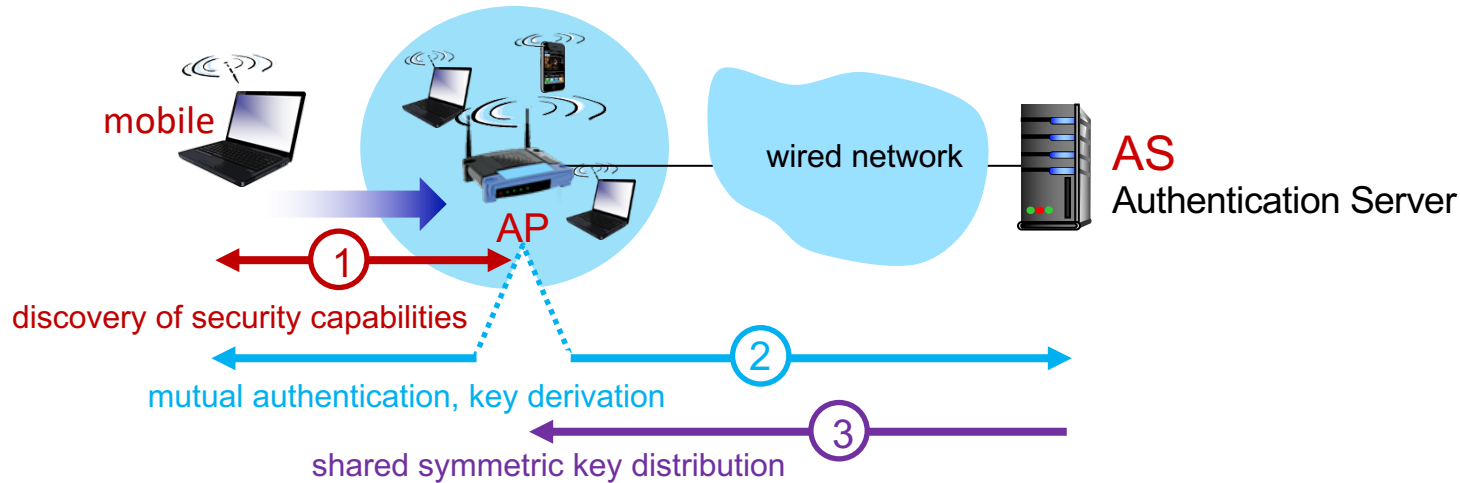 mobile
wired network
AS
Authentication Server
AP
1
discovery of security capabilities
2
mutual authentication, key derivation
3
shared symmetric key distribution